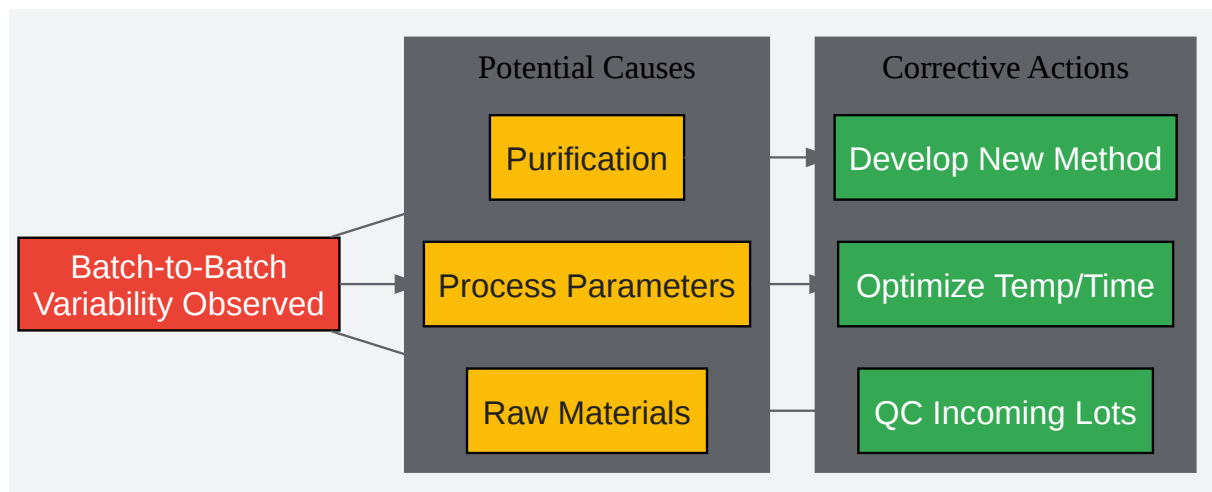 Potential Causes
Corrective Actions
Purification
Develop New Method
Batch-to-Batch
Variability Observed
Process Parameters
Optimize Temp/Time
Raw Materials
QC Incoming Lots